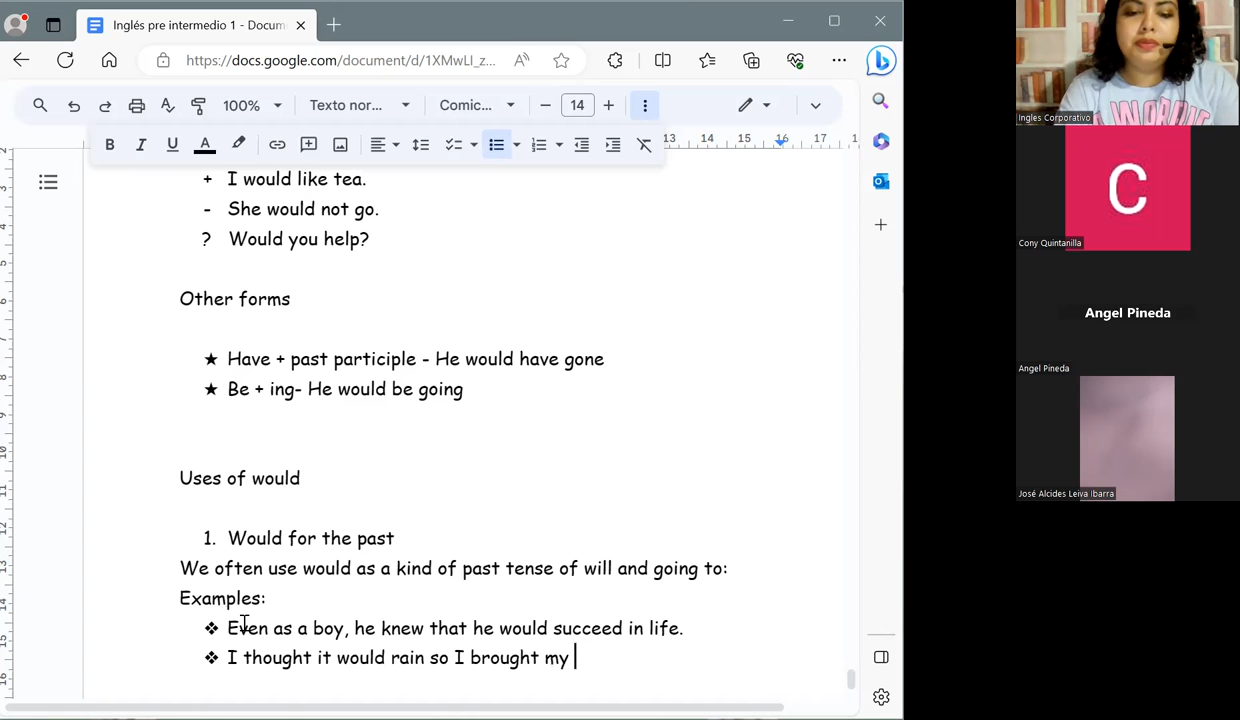 Inglés pre intermedio 1 - Docum
https://docs.google.com/document/d/1XMwLI_z...
100%
Texto nor...
Comic...
14
13 14 15 16 17
+ I would like tea.
- She would not go.
? Would you help?
Other forms
★ Have + past participle - He would have gone
★ Be + ing- He would be going
Uses of would
1. Would for the past
We often use would as a kind of past tense of will and going to:
Examples:
❖ Even as a boy, he knew that he would succeed in life.
❖ I thought it would rain so I brought my
Ingles Corporativo
C
Cony Quintanilla
Angel Pineda
Angel Pineda
José Alcides Leiva Ibarra